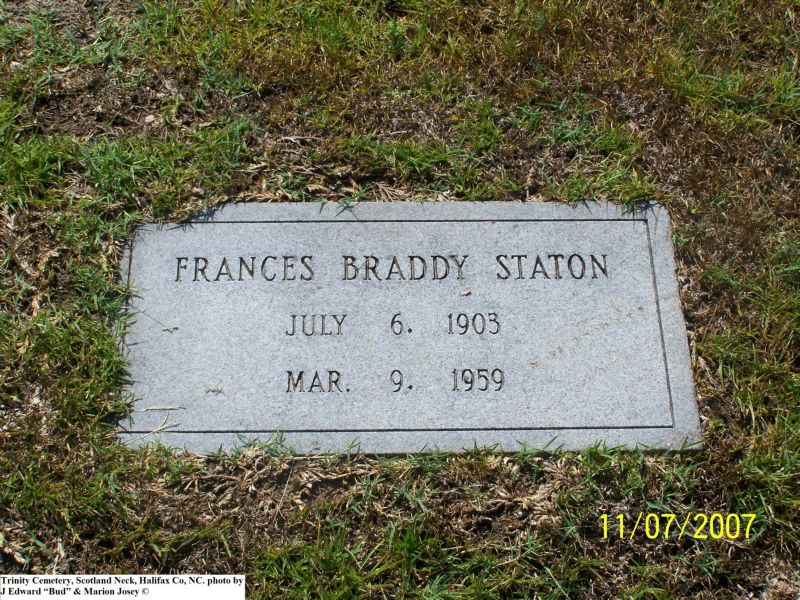 FRANCES BRADDY STATON
JULY 6. 1903
MAR. 9. 1959
11/07/2007
Trinity Cemetery, Scotland Neck, Halifax Co, NC. photo by
J Edward “Bud” & Marion Josey ©